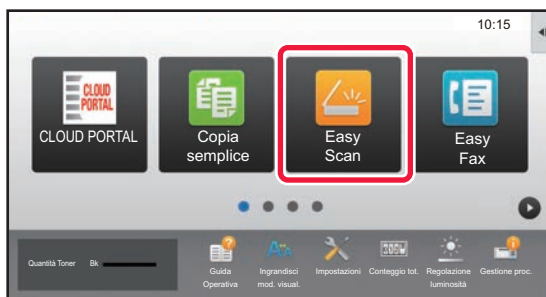 10:15
CLOUD
PORTAL
CLOUD PORTAL
Copia
semplice
Easy
Scan
Easy
Fax
Quantità Toner Bk
Guida
Operativa
Ingrandisci
mod. visual.
Impostazioni
Conteggio tot.
Regolazione
luminosità
Gestione proc.